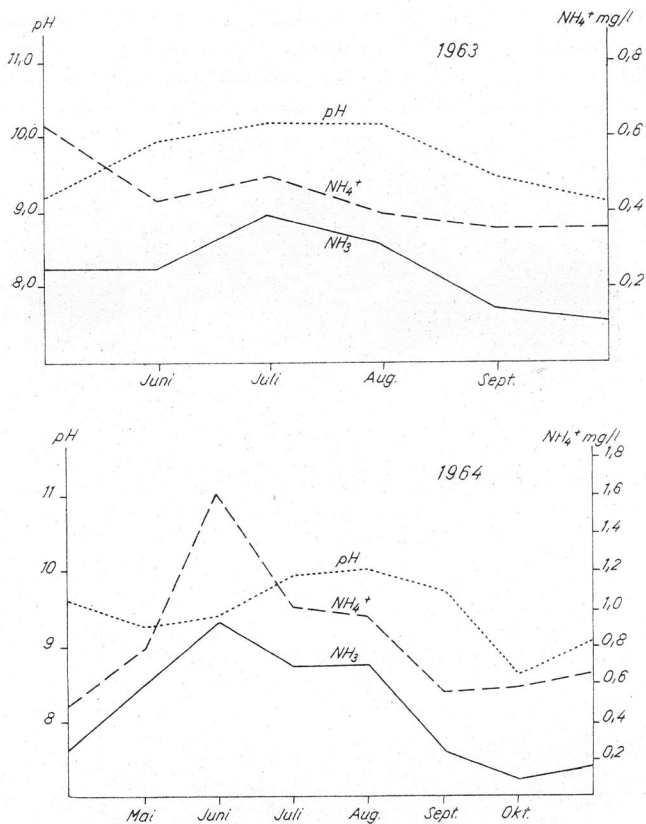 pH
NH₄⁺ mg/l
1963
11,0
0,8
pH
10,0
0,6
NH₄⁺
9,0
0,4
NH₃
8,0
0,2
Juni Juli Aug. Sept.
pH
NH₄⁺ mg/l
1964
1,8
11
1,6
1,4
pH
10
1,2
NH₄⁺
1,0
9
NH₃
0,8
0,6
8
0,4
0,2
Mai Juni Juli Aug. Sept. Okt.